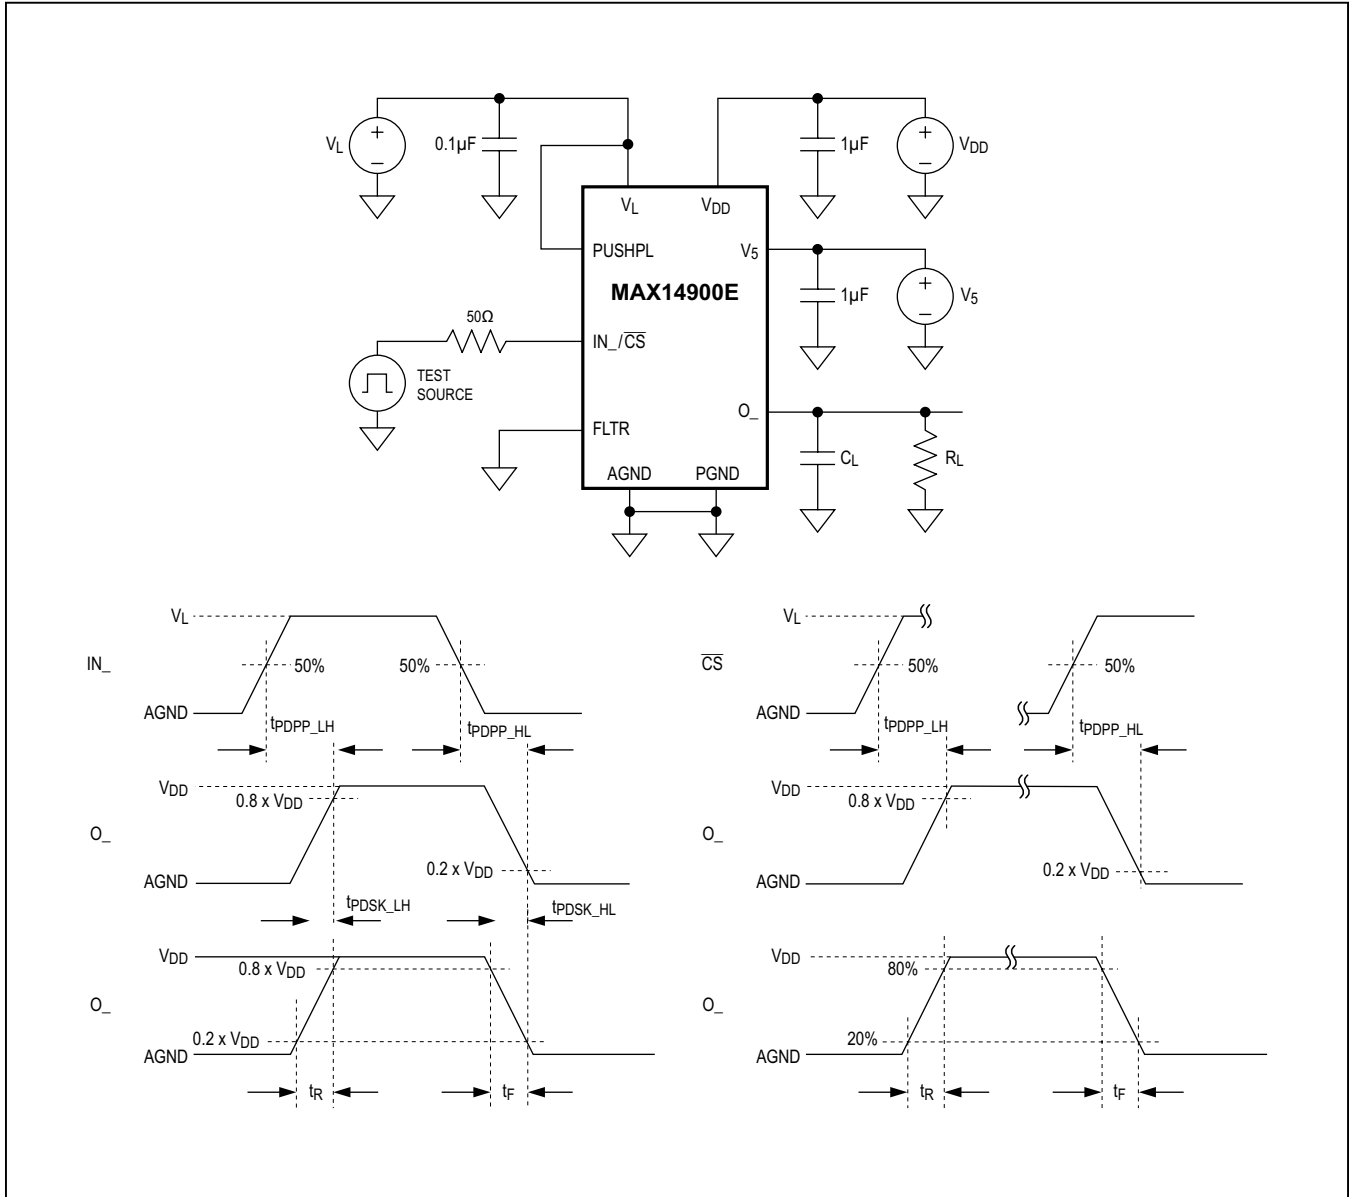 VL
0.1µF
1µF
VDD
VL
VDD
PUSHPL
V5
MAX14900E
1µF
V5
50Ω
IN_/C̅S̅
TEST
SOURCE
O_
FLTR
CL
RL
AGND
PGND
VL
IN_
50%
50%
AGND
tPDPP_LH
tPDPP_HL
VDD
0.8 x VDD
O_
0.2 x VDD
AGND
tPDSK_LH
tPDSK_HL
VDD
0.8 x VDD
O_
0.2 x VDD
AGND
tR
tF
VL
C̅S̅
50%
50%
AGND
tPDPP_LH
tPDPP_HL
VDD
0.8 x VDD
O_
0.2 x VDD
AGND
VDD
80%
O_
20%
AGND
tR
tF